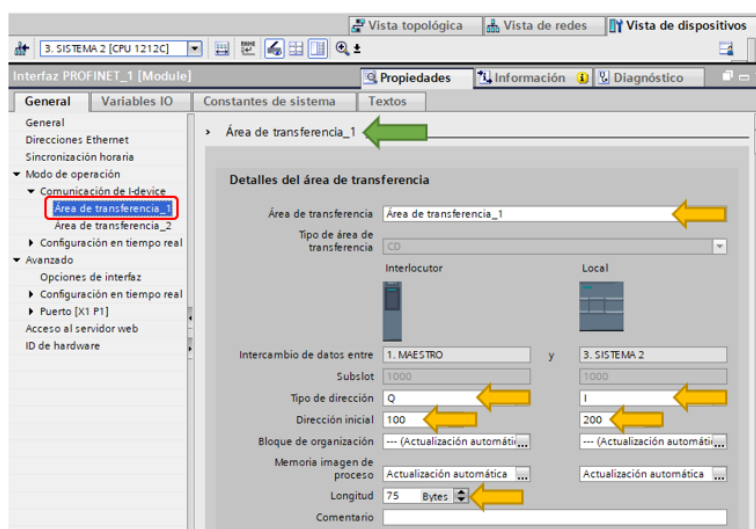 Vista topológica Vista de redes Vista de dispositivos
3. SISTEMA 2 [CPU 1212C]
Interfaz PROFINET_1 [Module] Propiedades Información Diagnóstico
General Variables IO Constantes de sistema Textos
General
Direcciones Ethernet
Sincronización horaria
Modo de operación
Comunicación de I-device
Área de transferencia_1
Área de transferencia_2
Configuración en tiempo real
Avanzado
Opciones de interfaz
Configuración en tiempo real
Puerto [X1 P1]
Acceso al servidor web
ID de hardware
Área de transferencia_1
Detalles del área de transferencia
Área de transferencia Área de transferencia_1
Tipo de área de
transferencia CD
Interlocutor Local
Intercambio de datos entre 1. MAESTRO y 3. SISTEMA 2
Subslot 1000 1000
Tipo de dirección Q I
Dirección inicial 100 200
Bloque de organización --- (Actualización automátic... --- (Actualización automátic...
Memoria imagen de
proceso Actualización automática ... Actualización automática ...
Longitud 75 Bytes
Comentario